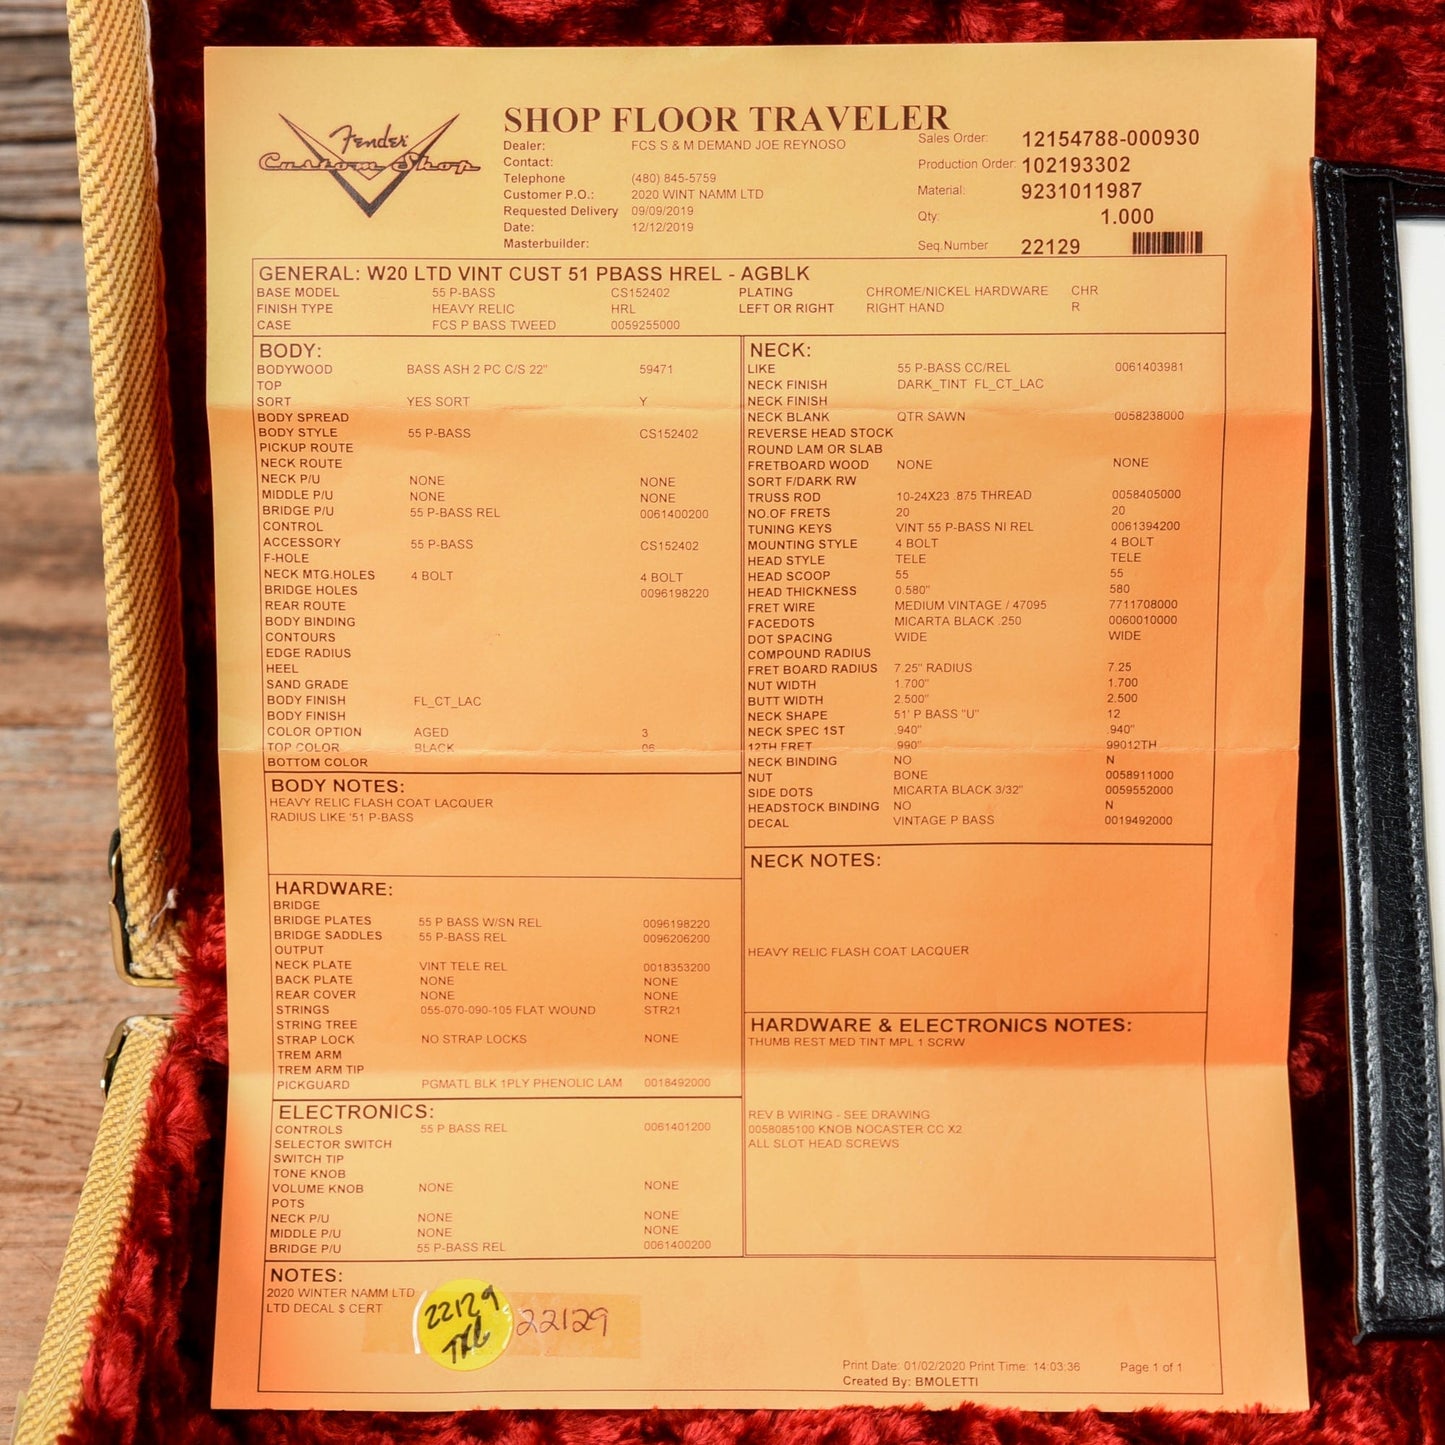 Fender
Custom Shop
SHOP FLOOR TRAVELER
Dealer: FCS S & M DEMAND JOE REYNOSO
Contact:
Telephone (480) 845-5759
Customer P.O.: 2020 WINT NAMM LTD
Requested Delivery 09/09/2019
Date: 12/12/2019
Masterbuilder:
Sales Order: 12154788-000930
Production Order: 102193302
Material: 9231011987
Qty: 1.000
Seq.Number 22129
GENERAL: W20 LTD VINT CUST 51 PBASS HREL - AGBLK
BASE MODEL 55 P-BASS CS152402 PLATING CHROME/NICKEL HARDWARE CHR
FINISH TYPE HEAVY RELIC HRL LEFT OR RIGHT RIGHT HAND R
CASE FCS P BASS TWEED 0059255000
BODY:
BODYWOOD BASS ASH 2 PC C/S 22" 59471
TOP
SORT YES SORT Y
BODY SPREAD
BODY STYLE 55 P-BASS CS152402
PICKUP ROUTE
NECK ROUTE
NECK P/U NONE NONE
MIDDLE P/U NONE NONE
BRIDGE P/U 55 P-BASS REL 0061400200
CONTROL
ACCESSORY 55 P-BASS CS152402
F-HOLE
NECK MTG.HOLES 4 BOLT 4 BOLT
BRIDGE HOLES 0096198220
REAR ROUTE
BODY BINDING
CONTOURS
EDGE RADIUS
HEEL
SAND GRADE
BODY FINISH FL_CT_LAC
BODY FINISH
COLOR OPTION AGED 3
TOP COLOR BLACK 06
BOTTOM COLOR
BODY NOTES:
HEAVY RELIC FLASH COAT LACQUER
RADIUS LIKE '51 P-BASS
HARDWARE:
BRIDGE
BRIDGE PLATES 55 P BASS W/SN REL 0096198220
BRIDGE SADDLES 55 P-BASS REL 0096206200
OUTPUT
NECK PLATE VINT TELE REL 0018353200
BACK PLATE NONE NONE
REAR COVER NONE NONE
STRINGS 055-070-090-105 FLAT WOUND STR21
STRING TREE
STRAP LOCK NO STRAP LOCKS NONE
TREM ARM
TREM ARM TIP
PICKGUARD PGMATL BLK 1PLY PHENOLIC LAM 0018492000
ELECTRONICS:
CONTROLS 55 P BASS REL 0061401200
SELECTOR SWITCH
SWITCH TIP
TONE KNOB
VOLUME KNOB NONE NONE
POTS
NECK P/U NONE NONE
MIDDLE P/U NONE NONE
BRIDGE P/U 55 P-BASS REL 0061400200
NECK:
LIKE 55 P-BASS CC/REL 0061403981
NECK FINISH DARK_TINT FL_CT_LAC
NECK FINISH
NECK BLANK QTR SAWN 0058238000
REVERSE HEAD STOCK
ROUND LAM OR SLAB
FRETBOARD WOOD NONE NONE
SORT F/DARK RW
TRUSS ROD 10-24X23 .875 THREAD 0058405000
NO.OF FRETS 20 20
TUNING KEYS VINT 55 P-BASS NI REL 0061394200
MOUNTING STYLE 4 BOLT 4 BOLT
HEAD STYLE TELE TELE
HEAD SCOOP 55 55
HEAD THICKNESS 0.580" 580
FRET WIRE MEDIUM VINTAGE / 47095 7711708000
FACEDOTS MICARTA BLACK .250 0060010000
DOT SPACING WIDE WIDE
COMPOUND RADIUS
FRET BOARD RADIUS 7.25" RADIUS 7.25
NUT WIDTH 1.700" 1.700
BUTT WIDTH 2.500" 2.500
NECK SHAPE 51' P BASS "U" 12
NECK SPEC 1ST .940" .940"
12TH FRET .990" 99012TH
NECK BINDING NO N
NUT BONE 0058911000
SIDE DOTS MICARTA BLACK 3/32" 0059552000
HEADSTOCK BINDING NO N
DECAL VINTAGE P BASS 0019492000
NECK NOTES:
HEAVY RELIC FLASH COAT LACQUER
HARDWARE & ELECTRONICS NOTES:
THUMB REST MED TINT MPL 1 SCRW
REV B WIRING - SEE DRAWING
0058085100 KNOB NOCASTER CC X2
ALL SLOT HEAD SCREWS
NOTES:
2020 WINTER NAMM LTD
LTD DECAL $ CERT
22129
22129
Print Date: 01/02/2020 Print Time: 14:03:36 Page 1 of 1
Created By: BMOLETTI